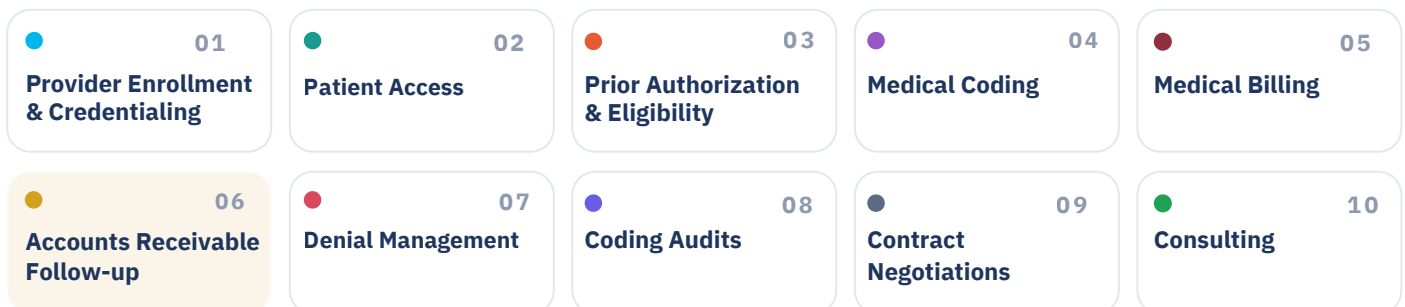 01
Provider Enrollment
& Credentialing
02
Patient Access
03
Prior Authorization
& Eligibility
04
Medical Coding
05
Medical Billing
06
Accounts Receivable
Follow-up
07
Denial Management
08
Coding Audits
09
Contract
Negotiations
10
Consulting